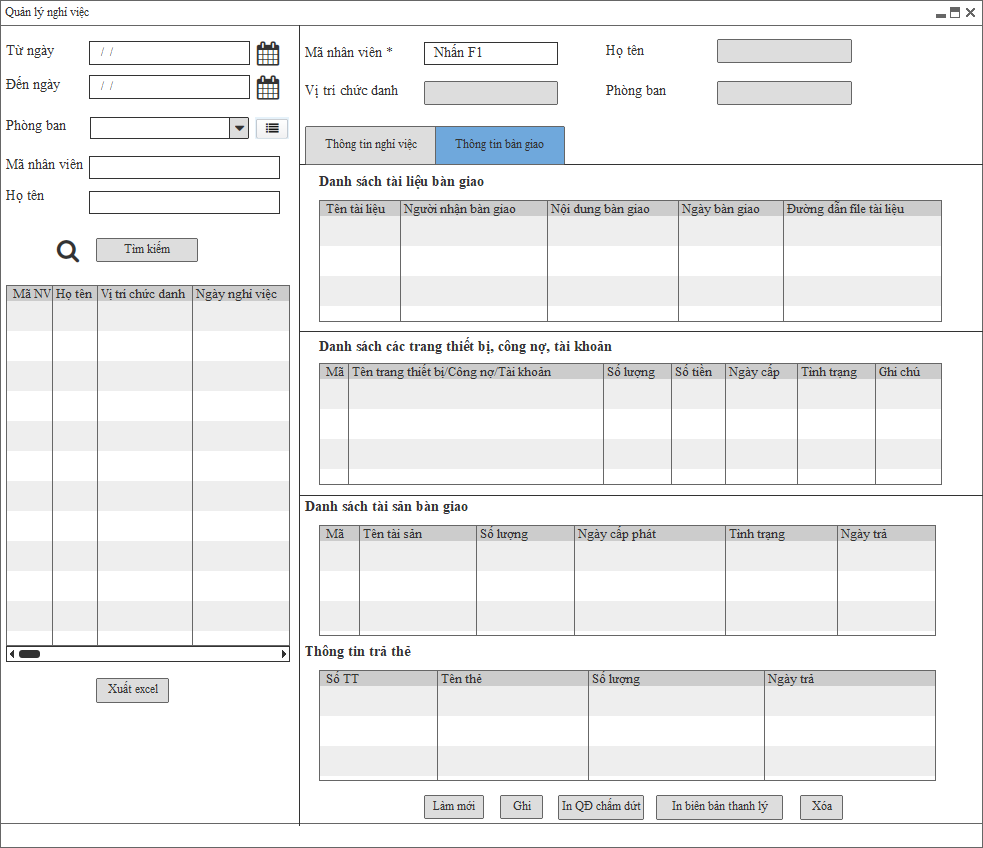 Quản lý nghỉ việc
Từ ngày
/ /
Đến ngày
/ /
Phòng ban
Mã nhân viên
Họ tên
Tìm kiếm
Mã NV Họ tên Vị trí chức danh Ngày nghỉ việc
Xuất excel
Mã nhân viên * Nhấn F1 Họ tên
Vị trí chức danh Phòng ban
Thông tin nghỉ việc Thông tin bàn giao
Danh sách tài liệu bàn giao
Tên tài liệu Người nhận bàn giao Nội dung bàn giao Ngày bàn giao Đường dẫn file tài liệu
Danh sách các trang thiết bị, công nợ, tài khoản
Mã Tên trang thiết bị/Công nợ/Tài khoản Số lượng Số tiền Ngày cấp Tình trạng Ghi chú
Danh sách tài sản bàn giao
Mã Tên tài sản Số lượng Ngày cấp phát Tình trạng Ngày trả
Thông tin trả thẻ
Số TT Tên thẻ Số lượng Ngày trả
Làm mới Ghi In QĐ chấm dứt In biên bản thanh lý Xóa